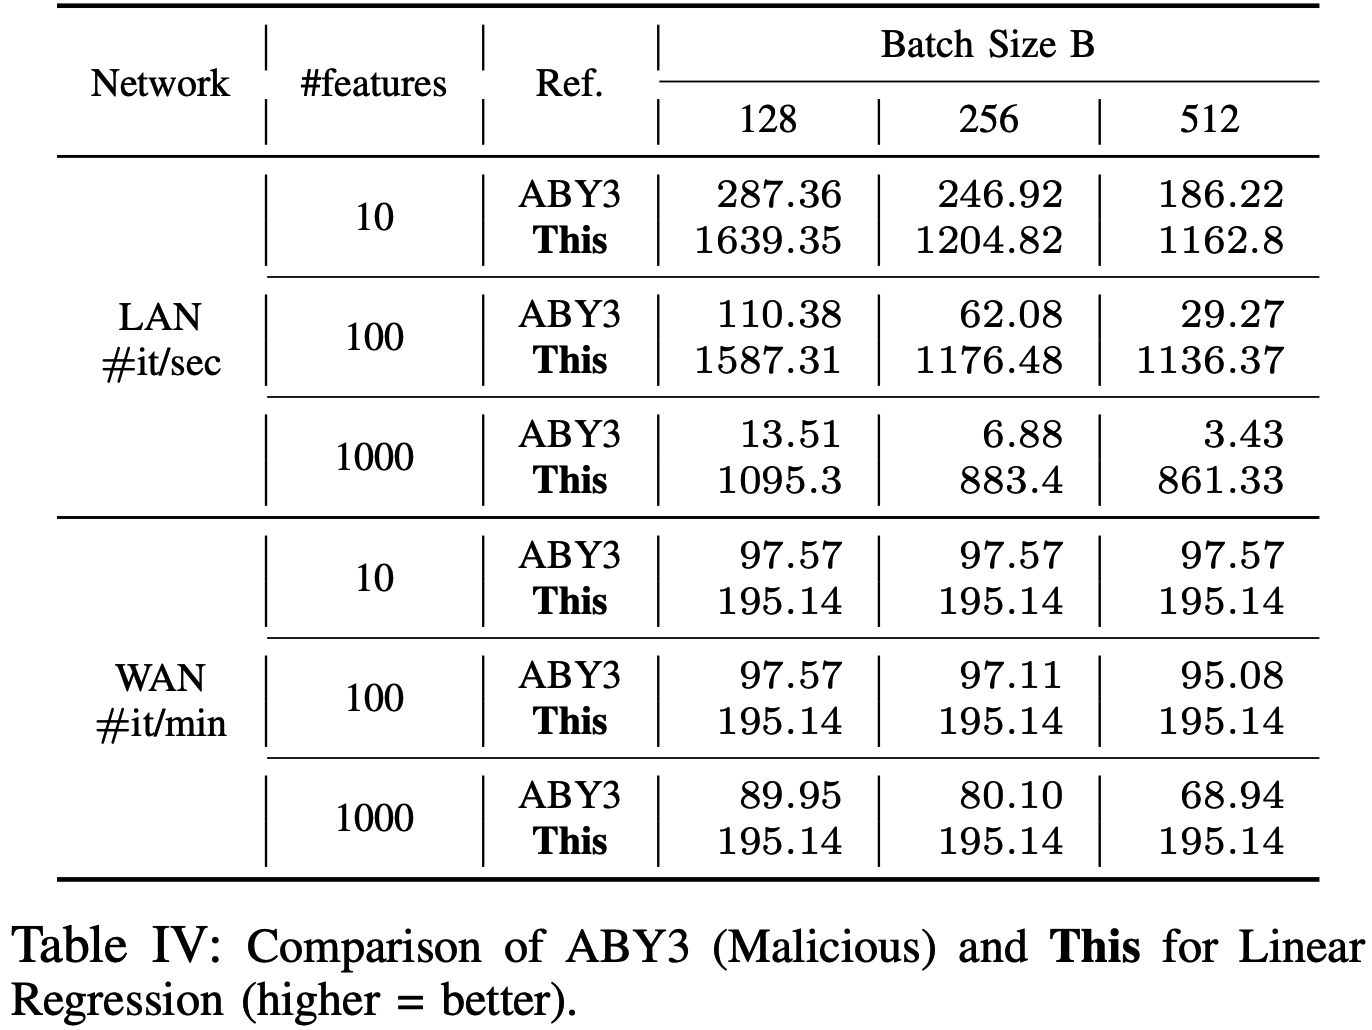 Network #features Ref. Batch Size B
128 256 512
LAN #it/sec
10 ABY3 287.36 246.92 186.22
This 1639.35 1204.82 1162.8
100 ABY3 110.38 62.08 29.27
This 1587.31 1176.48 1136.37
1000 ABY3 13.51 6.88 3.43
This 1095.3 883.4 861.33
WAN #it/min
10 ABY3 97.57 97.57 97.57
This 195.14 195.14 195.14
100 ABY3 97.57 97.11 95.08
This 195.14 195.14 195.14
1000 ABY3 89.95 80.10 68.94
This 195.14 195.14 195.14
Table IV: Comparison of ABY3 (Malicious) and This for Linear
Regression (higher = better).